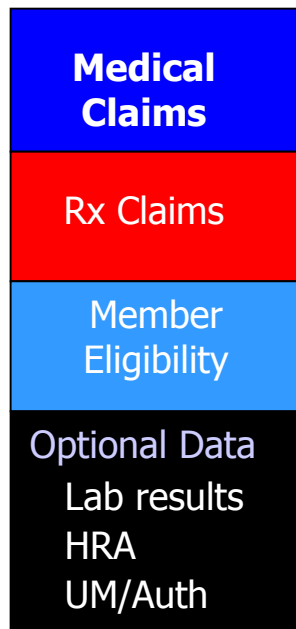 Medical
Claims
Rx Claims
Member
Eligibility
Optional Data
Lab results
HRA
UM/Auth